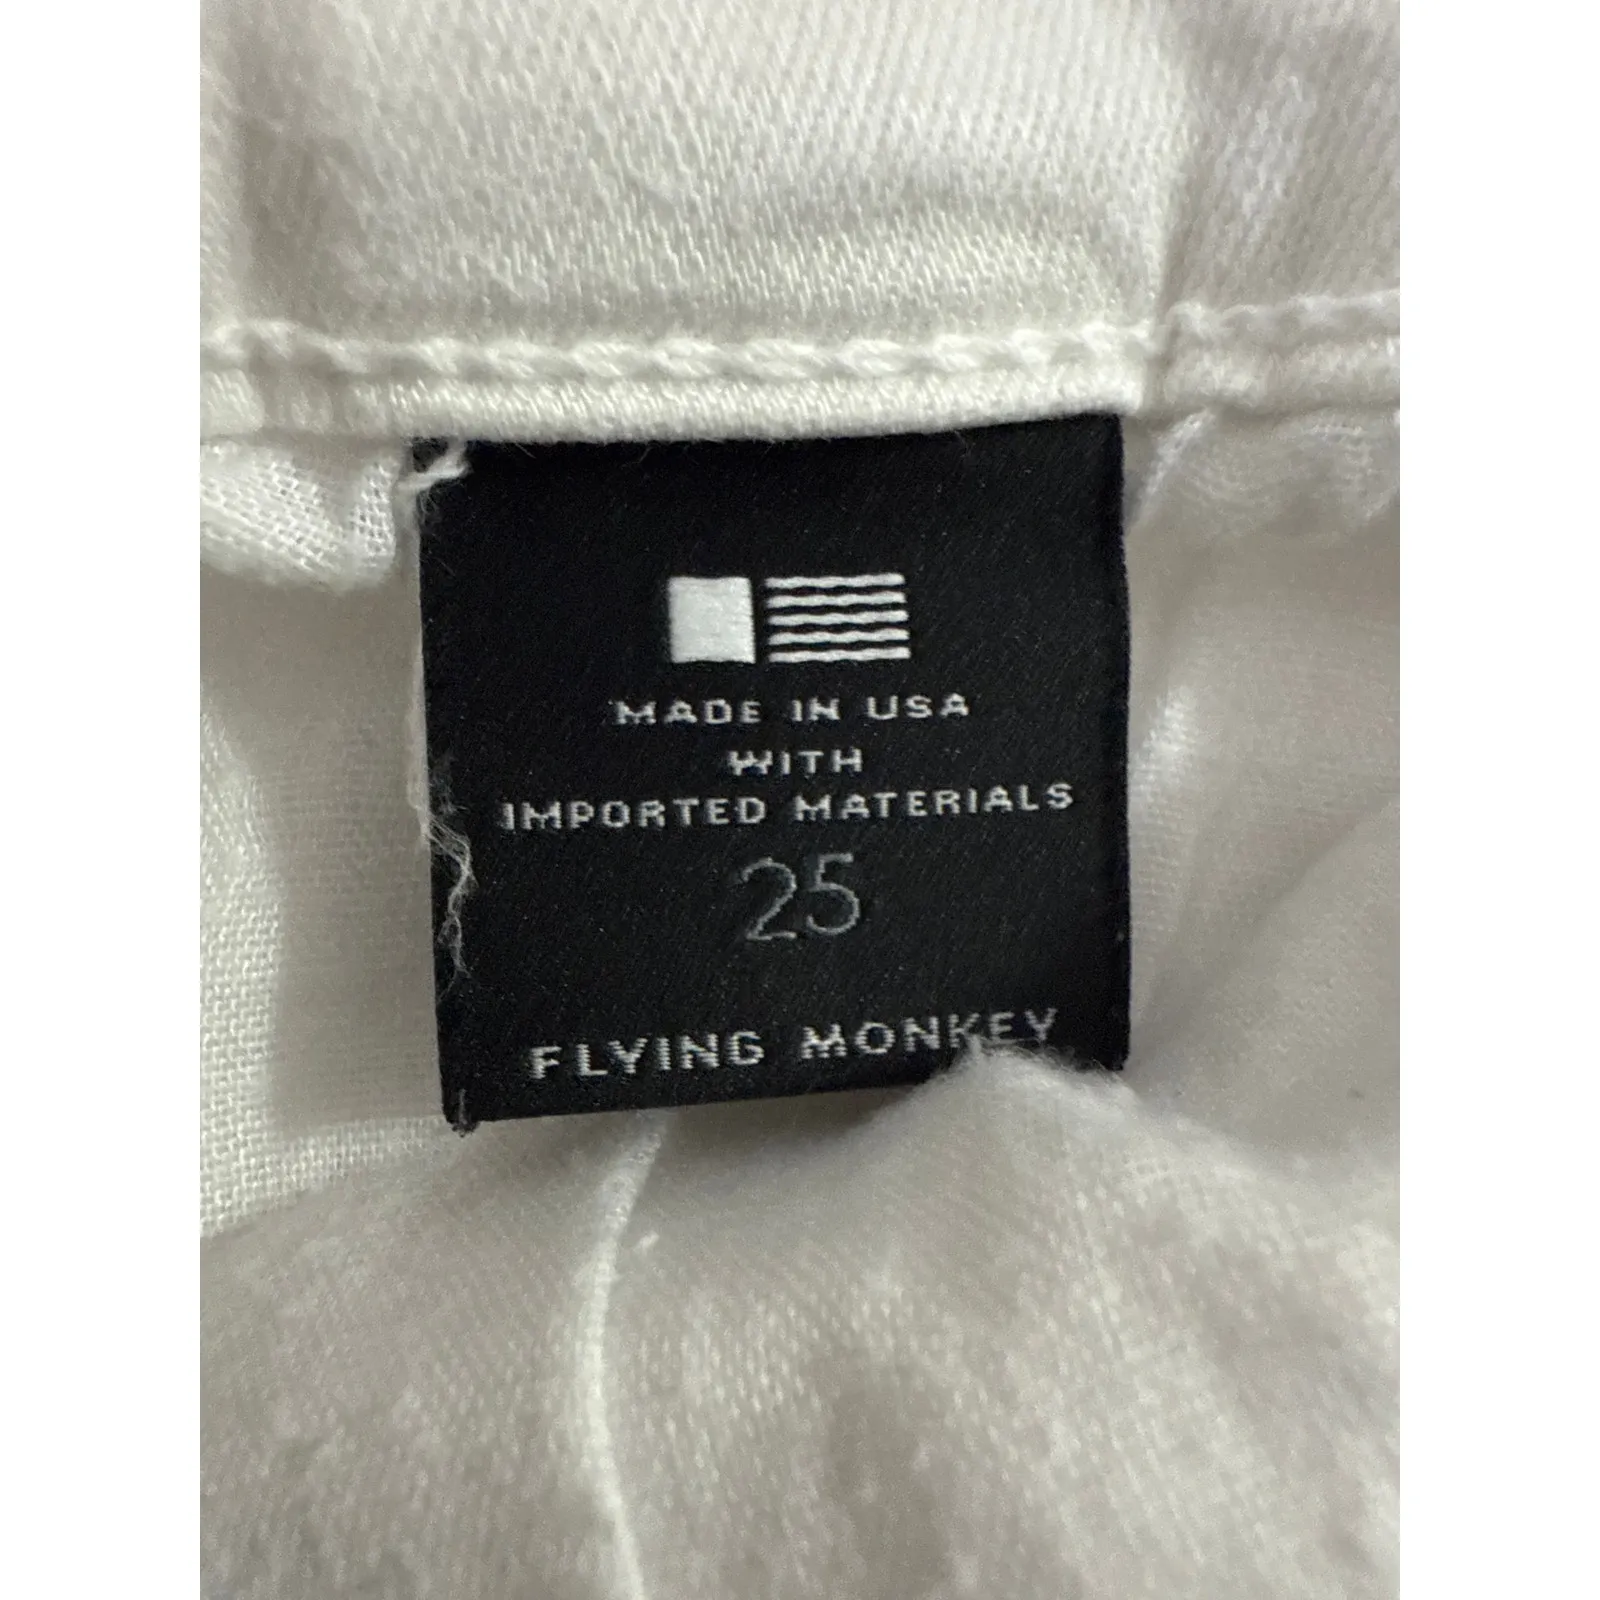 MADE IN USA
WITH
IMPORTED MATERIALS
25
FLYING MONKEY